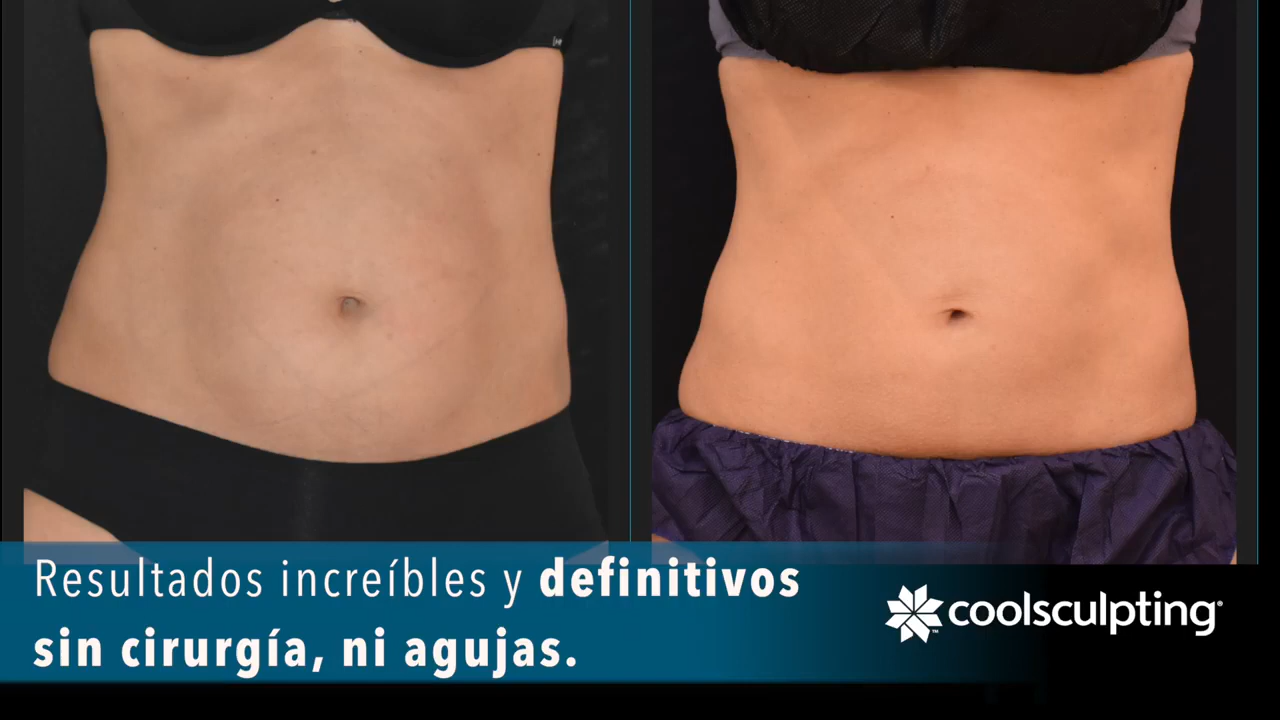 Resultados increíbles y definitivos
sin cirurgía, ni agujas.
coolsculpting®